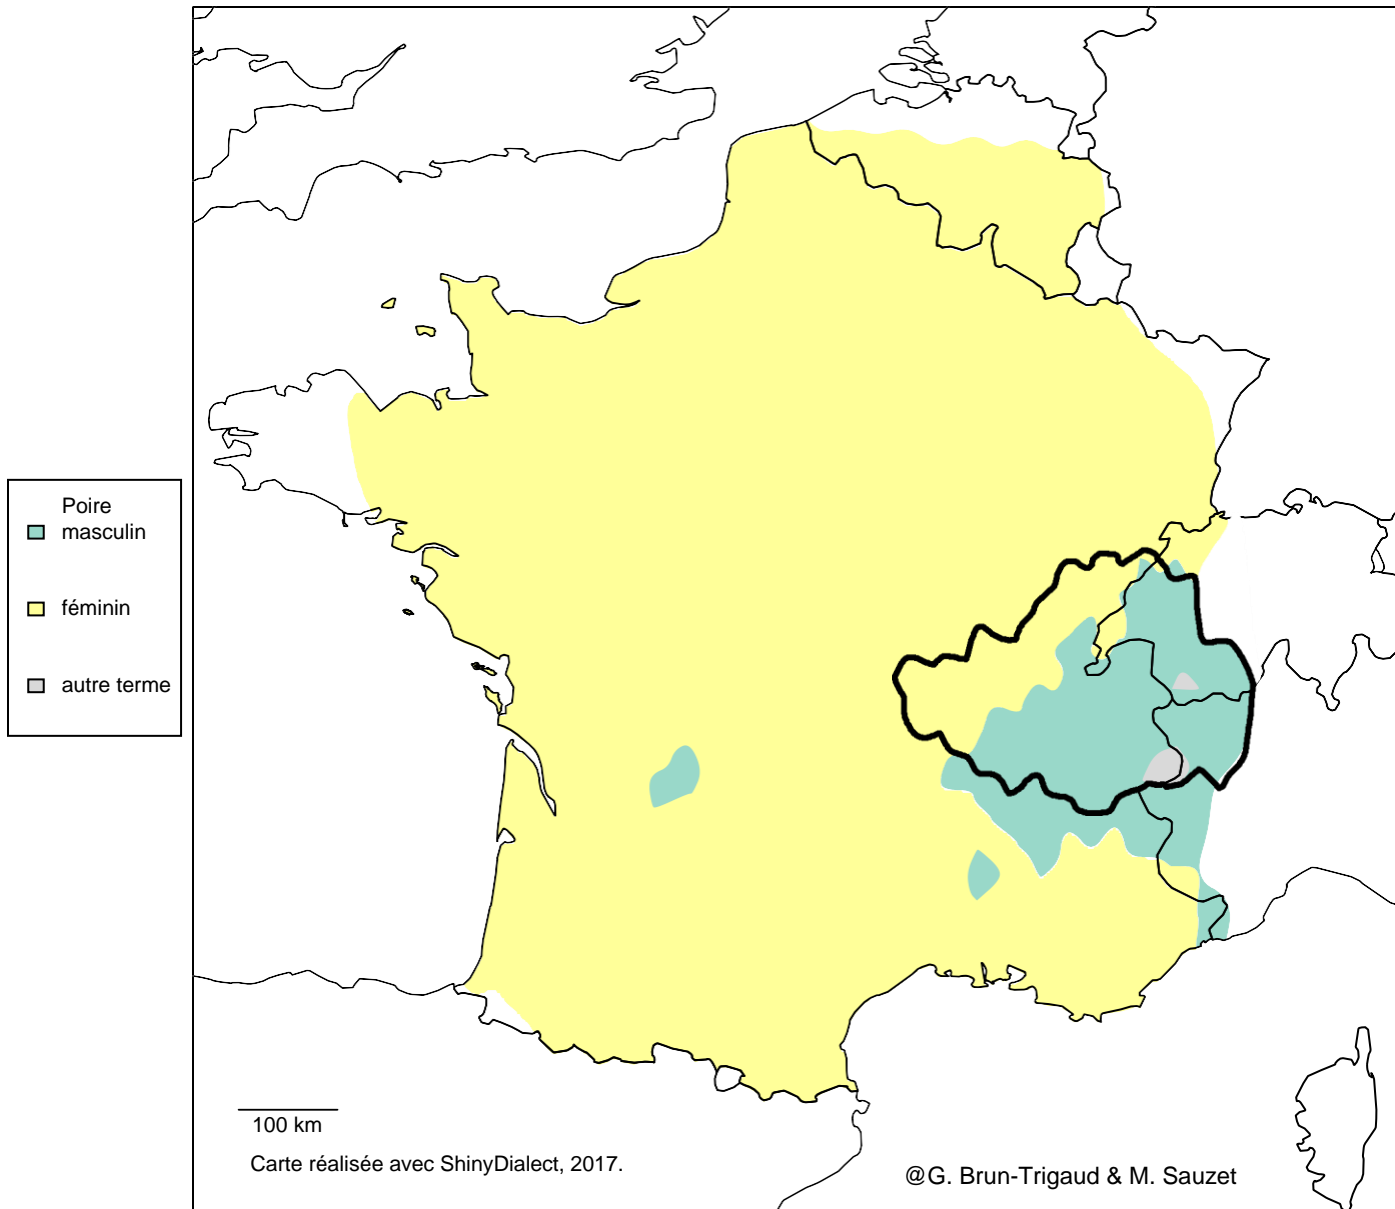 Poire
masculin
féminin
autre terme
100 km
Carte réalisée avec ShinyDialect, 2017.
@G. Brun-Trigaud & M. Sauzet